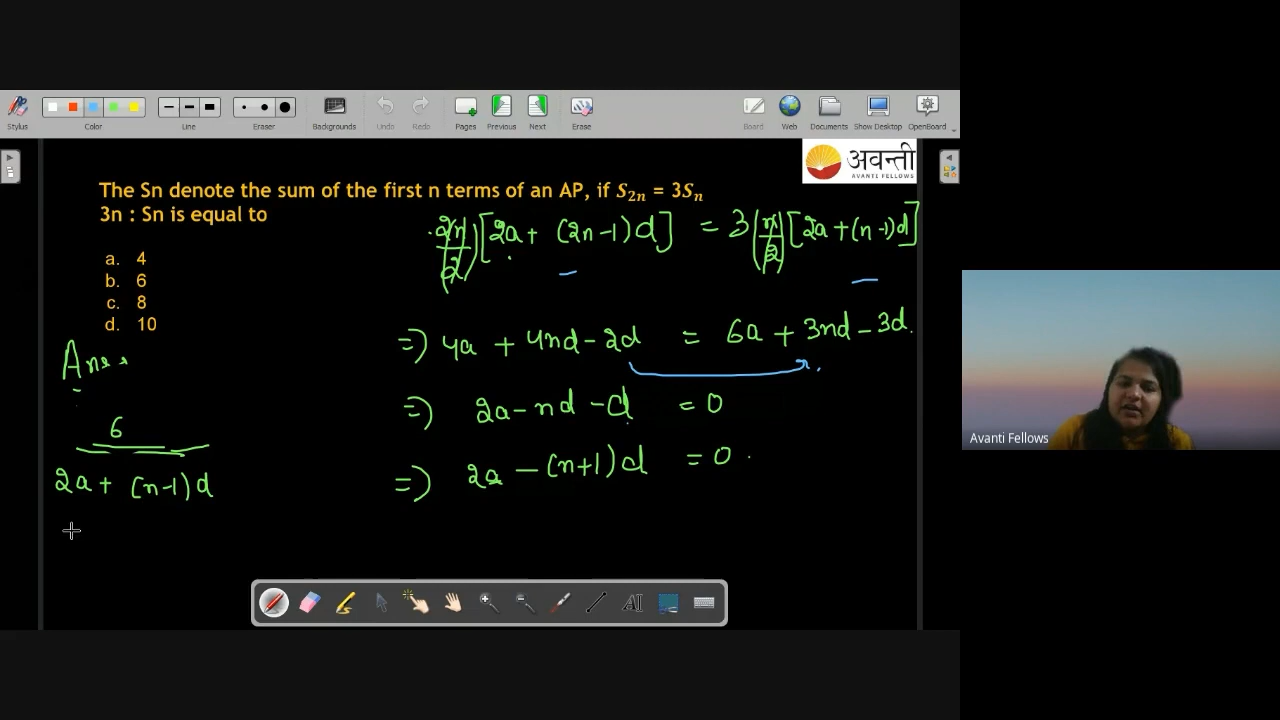 Stylus
Color
Line
Eraser
Backgrounds
Undo
Redo
Pages
Previous
Next
Erase
Board
Web
Documents
Show Desktop
OpenBoard
अवन्ती
AVANTI FELLOWS
The Sn denote the sum of the first n terms of an AP, if S₂ₙ = 3Sₙ
3n : Sn is equal to
a. 4
b. 6
c. 8
d. 10
(2n/2)[2a + (2n-1)d] = 3(n/2)[2a + (n-1)d]
=) 4a + 4nd - 2d = 6a + 3nd - 3d.
=) 2a - nd - d = 0
=) 2a - (n+1)d = 0.
Ans.
6
2a + (n-1)d
Avanti Fellows
AI